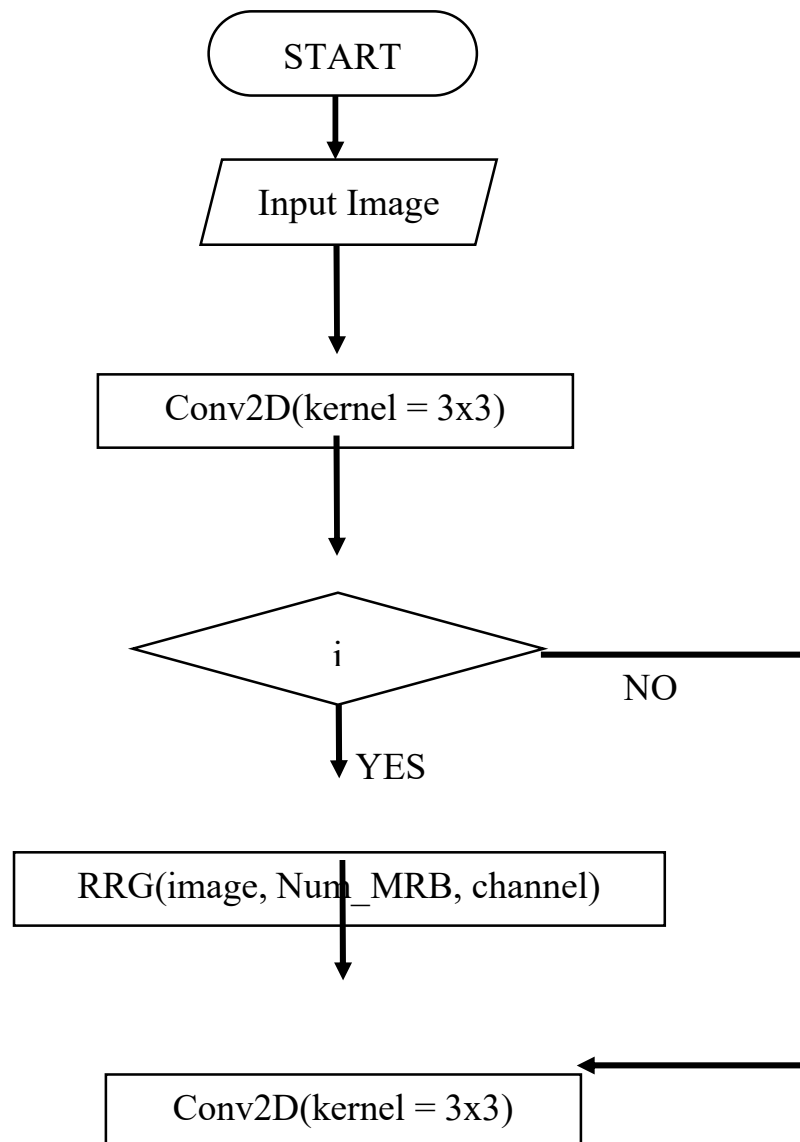 START
Input Image
Conv2D(kernel = 3x3)
i
NO
YES
RRG(image, Num_MRB, channel)
Conv2D(kernel = 3x3)